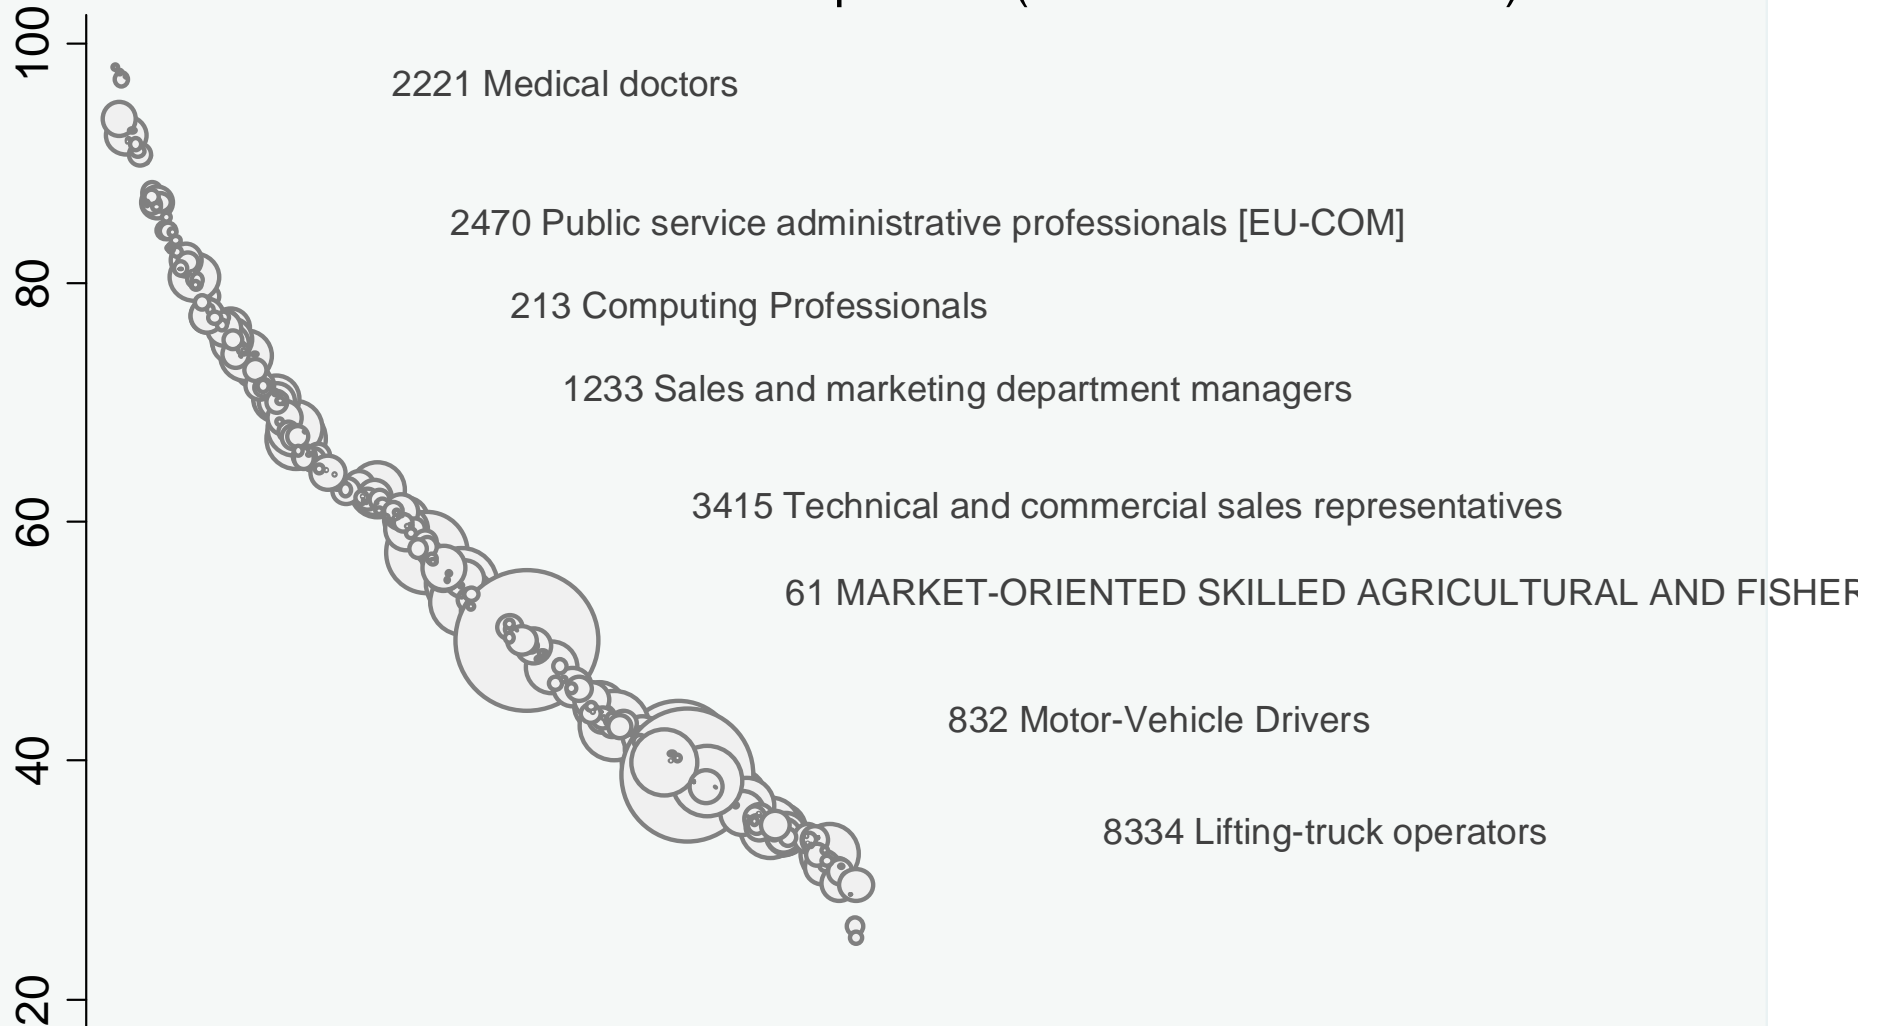 100
2221 Medical doctors
2470 Public service administrative professionals [EU-COM]
80
213 Computing Professionals
1233 Sales and marketing department managers
3415 Technical and commercial sales representatives
60
61 MARKET-ORIENTED SKILLED AGRICULTURAL AND FISHER
832 Motor-Vehicle Drivers
40
8334 Lifting-truck operators
20